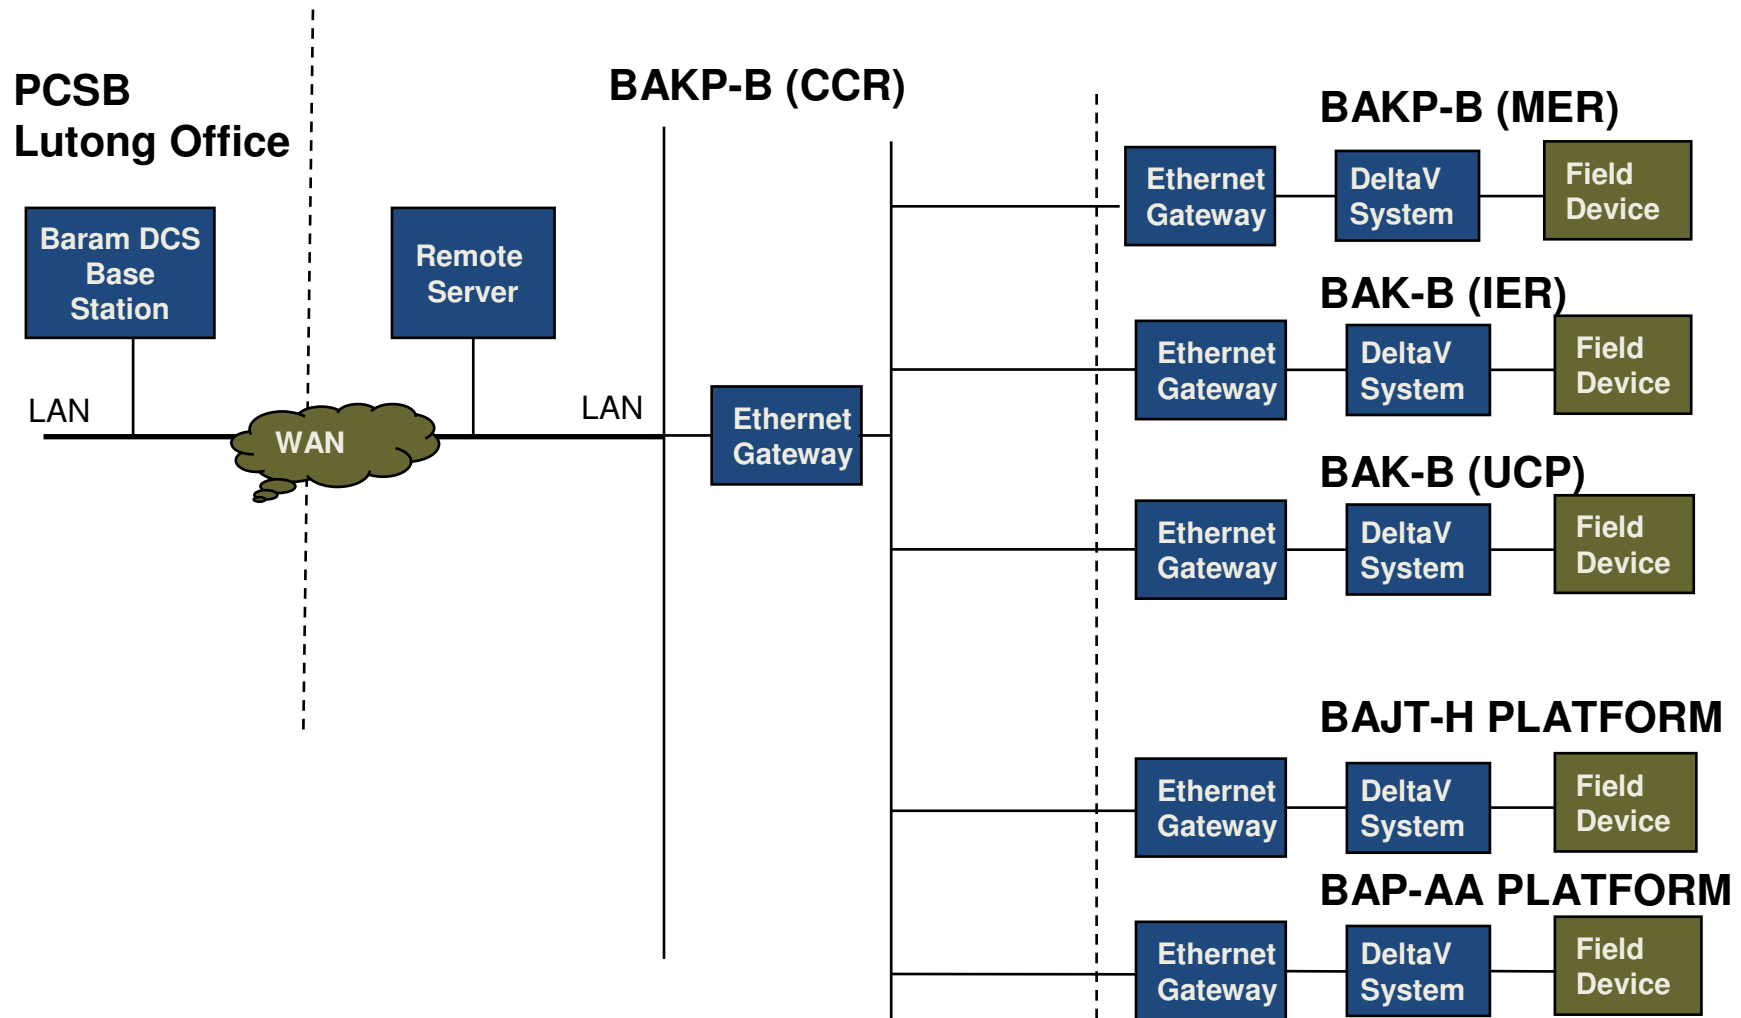 PCSB
Lutong Office
Baram DCS
Base
Station
LAN
WAN
Remote
Server
LAN
BAKP-B (CCR)
Ethernet
Gateway
BAKP-B (MER)
Ethernet
Gateway
DeltaV
System
Field
Device
BAK-B (IER)
Ethernet
Gateway
DeltaV
System
Field
Device
BAK-B (UCP)
Ethernet
Gateway
DeltaV
System
Field
Device
BAJT-H PLATFORM
Ethernet
Gateway
DeltaV
System
Field
Device
BAP-AA PLATFORM
Ethernet
Gateway
DeltaV
System
Field
Device